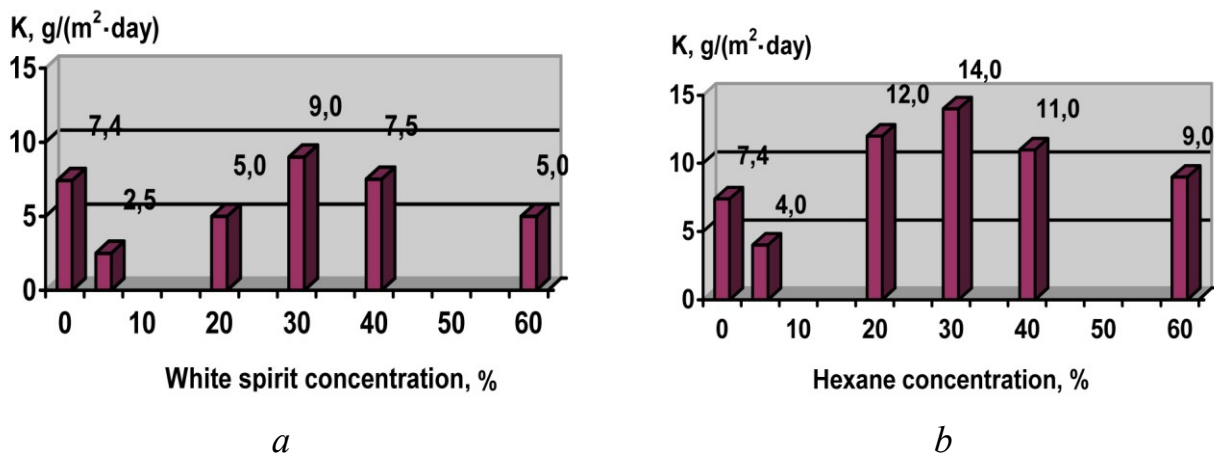 K, g/(m²·day)
15
10
5
0
7,4
2,5
5,0
9,0
7,5
5,0
0 10 20 30 40 50 60
White spirit concentration, %
a
K, g/(m²·day)
15
10
5
0
7,4
4,0
12,0
14,0
11,0
9,0
0 10 20 30 40 50 60
Hexane concentration, %
b